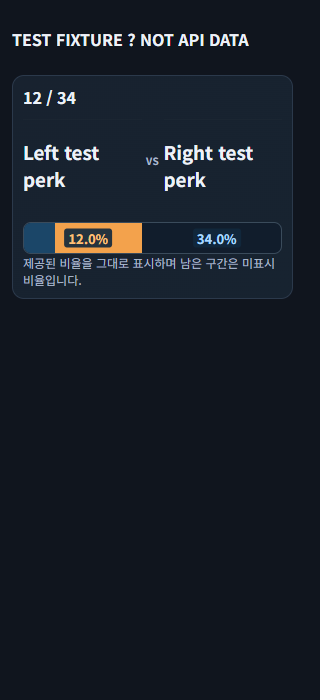 TEST FIXTURE ? NOT API DATA
12 / 34
Left test perk
vs
Right test perk
12.0%
34.0%
제공된 비율을 그대로 표시하며 남은 구간은 미표시
비율입니다.